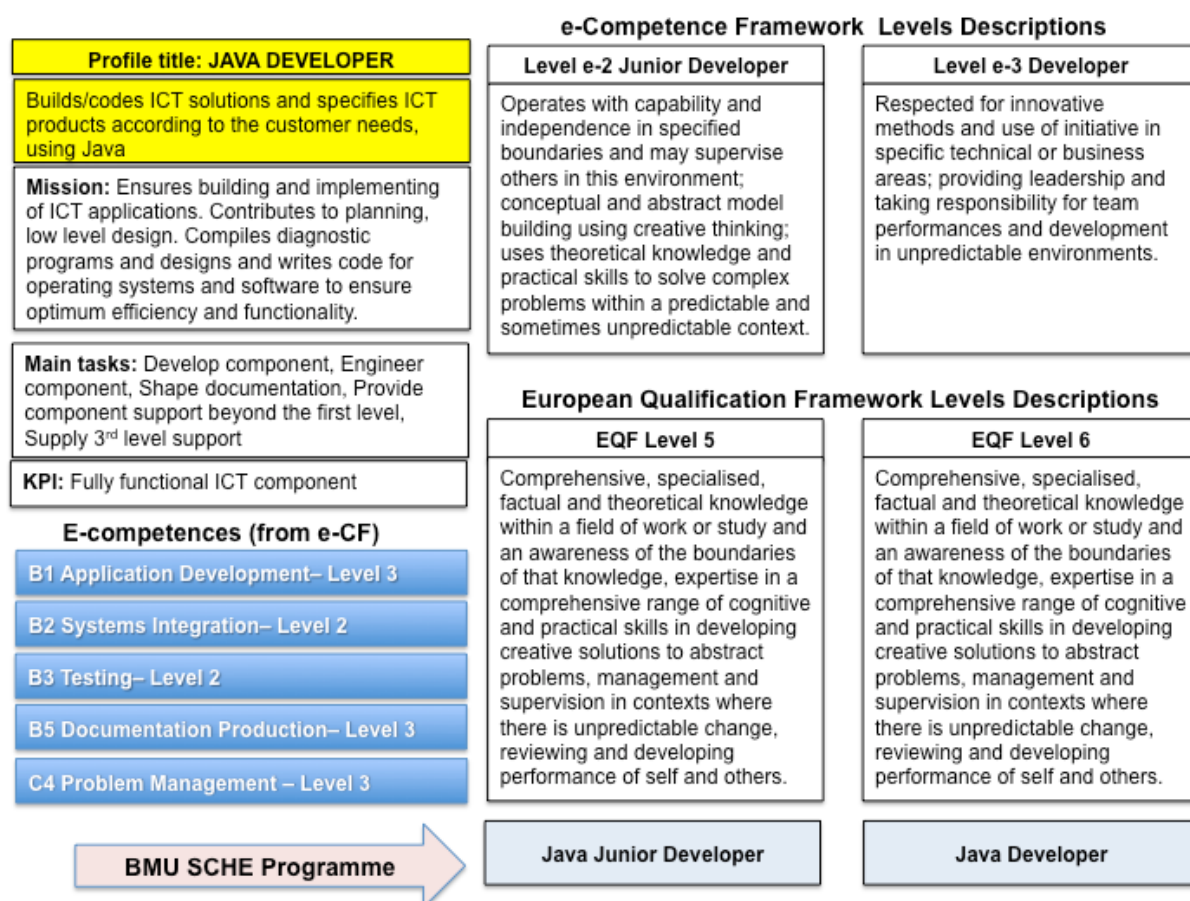 Profile title: JAVA DEVELOPER
Builds/codes ICT solutions and specifies ICT
products according to the customer needs,
using Java
Mission: Ensures building and implementing
of ICT applications. Contributes to planning,
low level design. Compiles diagnostic
programs and designs and writes code for
operating systems and software to ensure
optimum efficiency and functionality.
Main tasks: Develop component, Engineer
component, Shape documentation, Provide
component support beyond the first level,
Supply 3rd level support
KPI: Fully functional ICT component
E-competences (from e-CF)
B1 Application Development– Level 3
B2 Systems Integration– Level 2
B3 Testing– Level 2
B5 Documentation Production– Level 3
C4 Problem Management – Level 3
BMU SCHE Programme
e-Competence Framework Levels Descriptions
Level e-2 Junior Developer
Operates with capability and
independence in specified
boundaries and may supervise
others in this environment;
conceptual and abstract model
building using creative thinking;
uses theoretical knowledge and
practical skills to solve complex
problems within a predictable and
sometimes unpredictable context.
Level e-3 Developer
Respected for innovative
methods and use of initiative in
specific technical or business
areas; providing leadership and
taking responsibility for team
performances and development
in unpredictable environments.
European Qualification Framework Levels Descriptions
EQF Level 5
Comprehensive, specialised,
factual and theoretical knowledge
within a field of work or study and
an awareness of the boundaries
of that knowledge, expertise in a
comprehensive range of cognitive
and practical skills in developing
creative solutions to abstract
problems, management and
supervision in contexts where
there is unpredictable change,
reviewing and developing
performance of self and others.
EQF Level 6
Comprehensive, specialised,
factual and theoretical knowledge
within a field of work or study and
an awareness of the boundaries
of that knowledge, expertise in a
comprehensive range of cognitive
and practical skills in developing
creative solutions to abstract
problems, management and
supervision in contexts where
there is unpredictable change,
reviewing and developing
performance of self and others.
Java Junior Developer
Java Developer